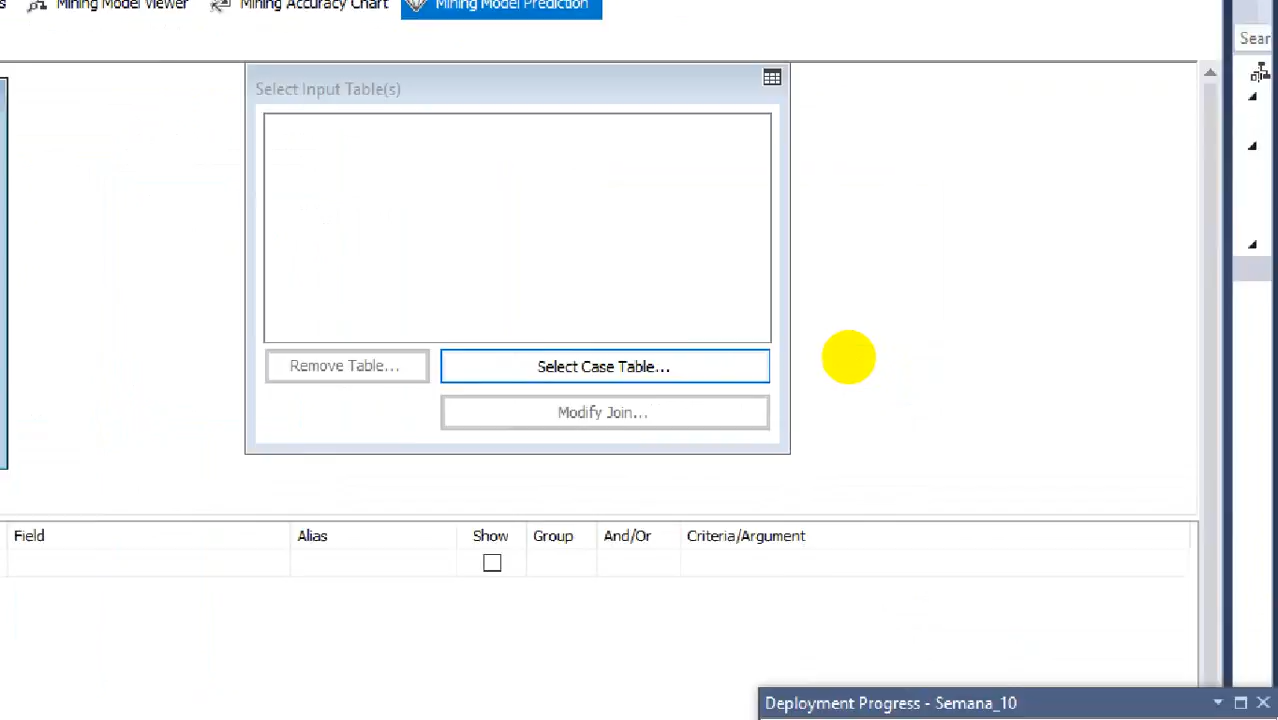 Mining Model Viewer Mining Accuracy Chart Mining Model Prediction
Sear
Select Input Table(s)
Remove Table... Select Case Table...
Modify Join...
Field Alias Show Group And/Or Criteria/Argument
Deployment Progress - Semana_10